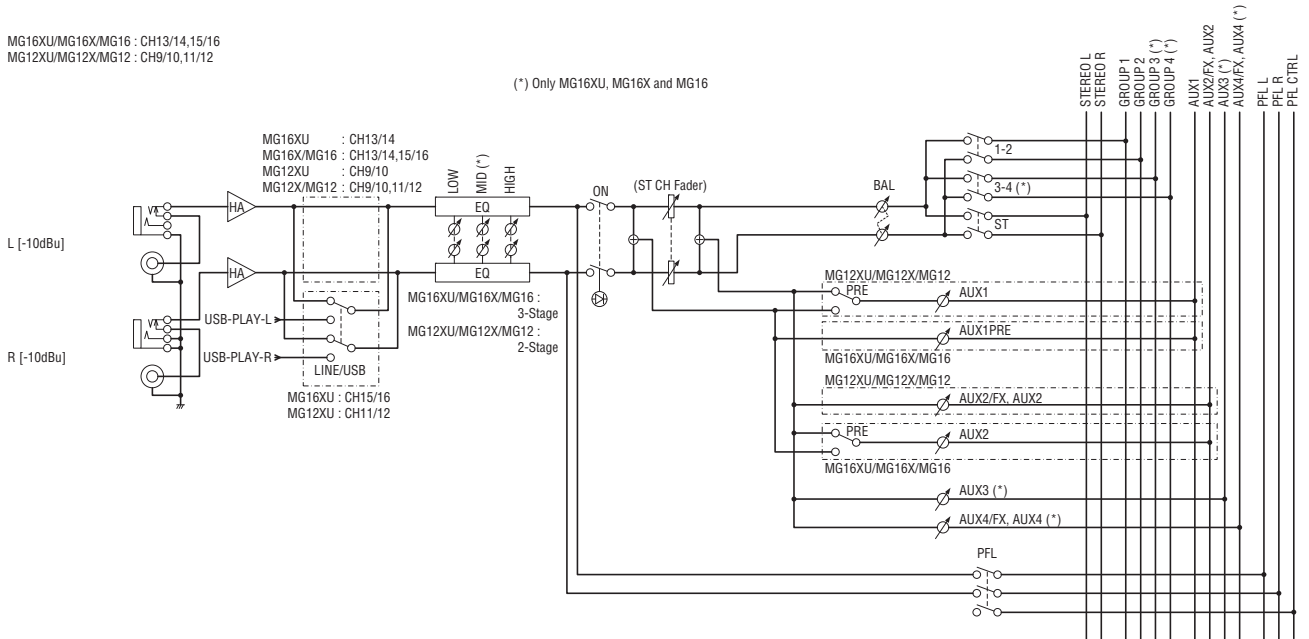 MG16XU/MG16X/MG16 : CH13/14,15/16
MG12XU/MG12X/MG12 : CH9/10,11/12
(*) Only MG16XU, MG16X and MG16
STEREO L
STEREO R
GROUP 1
GROUP 2
GROUP 3 (*)
GROUP 4 (*)
AUX1
AUX2/FX, AUX2
AUX3 (*)
AUX4/FX, AUX4 (*)
PFL L
PFL R
PFL CTRL
MG16XU : CH13/14
MG16X/MG16 : CH13/14,15/16
MG12XU : CH9/10
MG12X/MG12 : CH9/10,11/12
LOW
MID (*)
HIGH
ON
(ST CH Fader)
BAL
1-2
3-4 (*)
ST
HA
EQ
L [-10dBu]
HA
EQ
MG16XU/MG16X/MG16 :
3-Stage
MG12XU/MG12X/MG12 :
2-Stage
USB-PLAY-L
USB-PLAY-R
LINE/USB
R [-10dBu]
MG16XU : CH15/16
MG12XU : CH11/12
MG12XU/MG12X/MG12
PRE
AUX1
AUX1PRE
MG16XU/MG16X/MG16
MG12XU/MG12X/MG12
AUX2/FX, AUX2
PRE
AUX2
MG16XU/MG16X/MG16
AUX3 (*)
AUX4/FX, AUX4 (*)
PFL